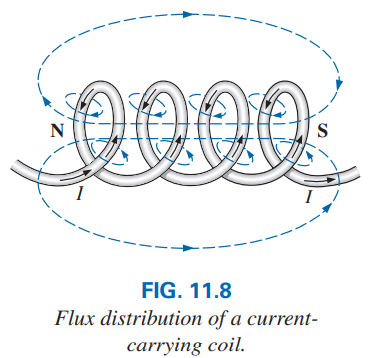 N
S
I
I
FIG. 11.8
Flux distribution of a current-
carrying coil.